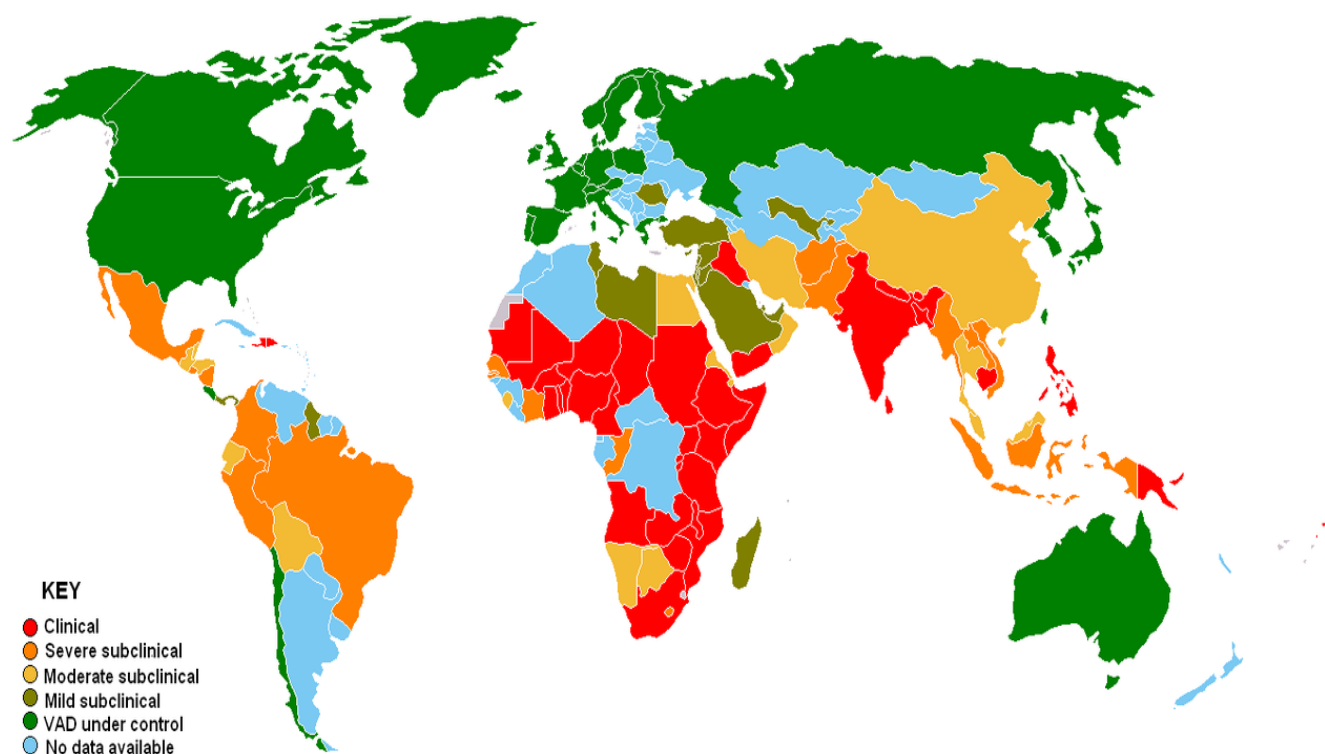 KEY
Clinical
Severe subclinical
Moderate subclinical
Mild subclinical
VAD under control
No data available